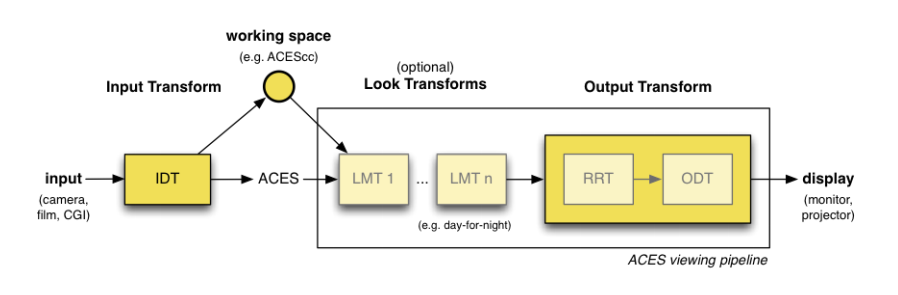 working space
(e.g. ACEScc)
(optional)
Input Transform
Look Transforms
Output Transform
input
(camera,
film, CGI)
IDT
ACES
LMT 1
...
LMT n
(e.g. day-for-night)
RRT
ODT
display
(monitor,
projector)
ACES viewing pipeline